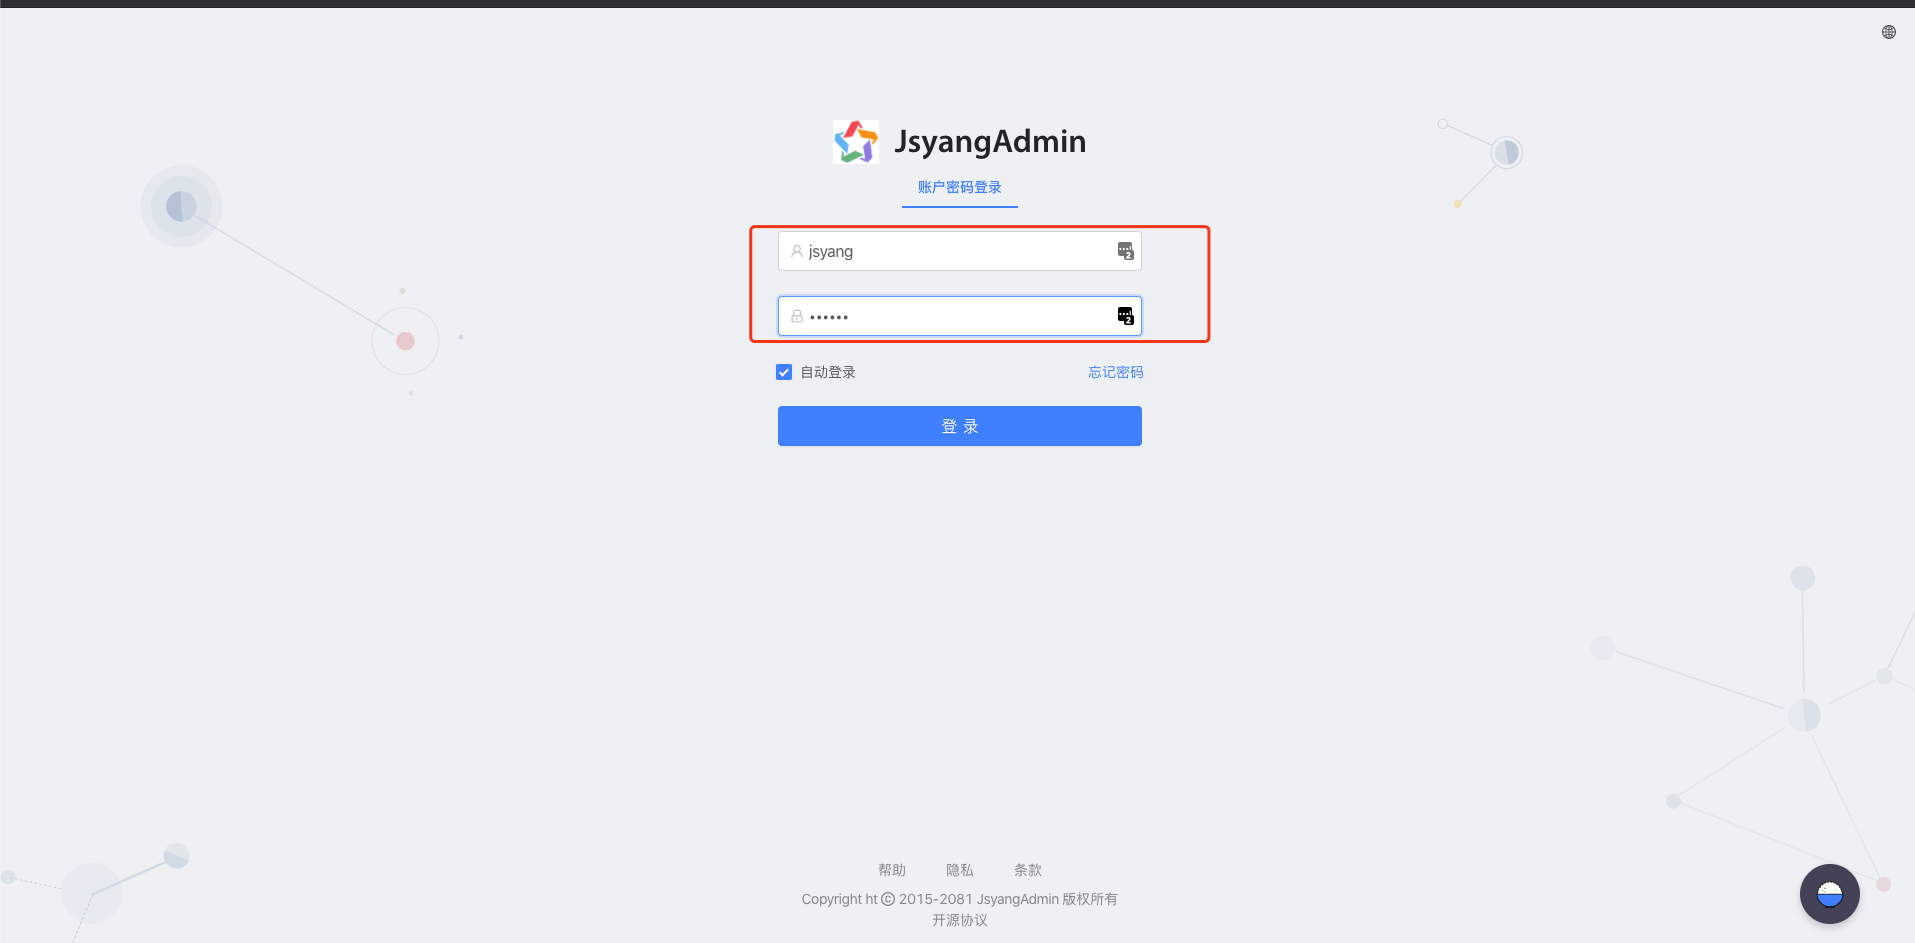 JsyangAdmin
账户密码登录
jsyang
••••••
自动登录 忘记密码
登 录
帮助 隐私 条款
Copyright ht © 2015-2081 JsyangAdmin 版权所有
开源协议